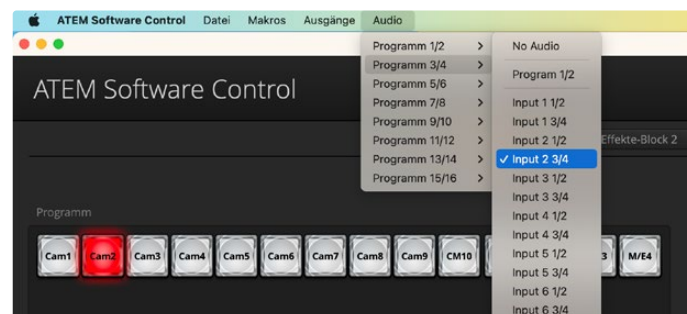 ATEM Software Control Datei Makros Ausgänge Audio
ATEM Software Control
Programm 1/2
Programm 3/4
Programm 5/6
Programm 7/8
Programm 9/10
Programm 11/12
Programm 13/14
Programm 15/16
No Audio
Program 1/2
Input 1 1/2
Input 1 3/4
Input 2 1/2
Input 2 3/4
Input 3 1/2
Input 3 3/4
Input 4 1/2
Input 4 3/4
Input 5 1/2
Input 5 3/4
Input 6 1/2
Input 6 3/4
Effekte-Block 2
Programm
Cam1 Cam2 Cam3 Cam4 Cam5 Cam6 Cam7 Cam8 Cam9 CM10 3 M/E4